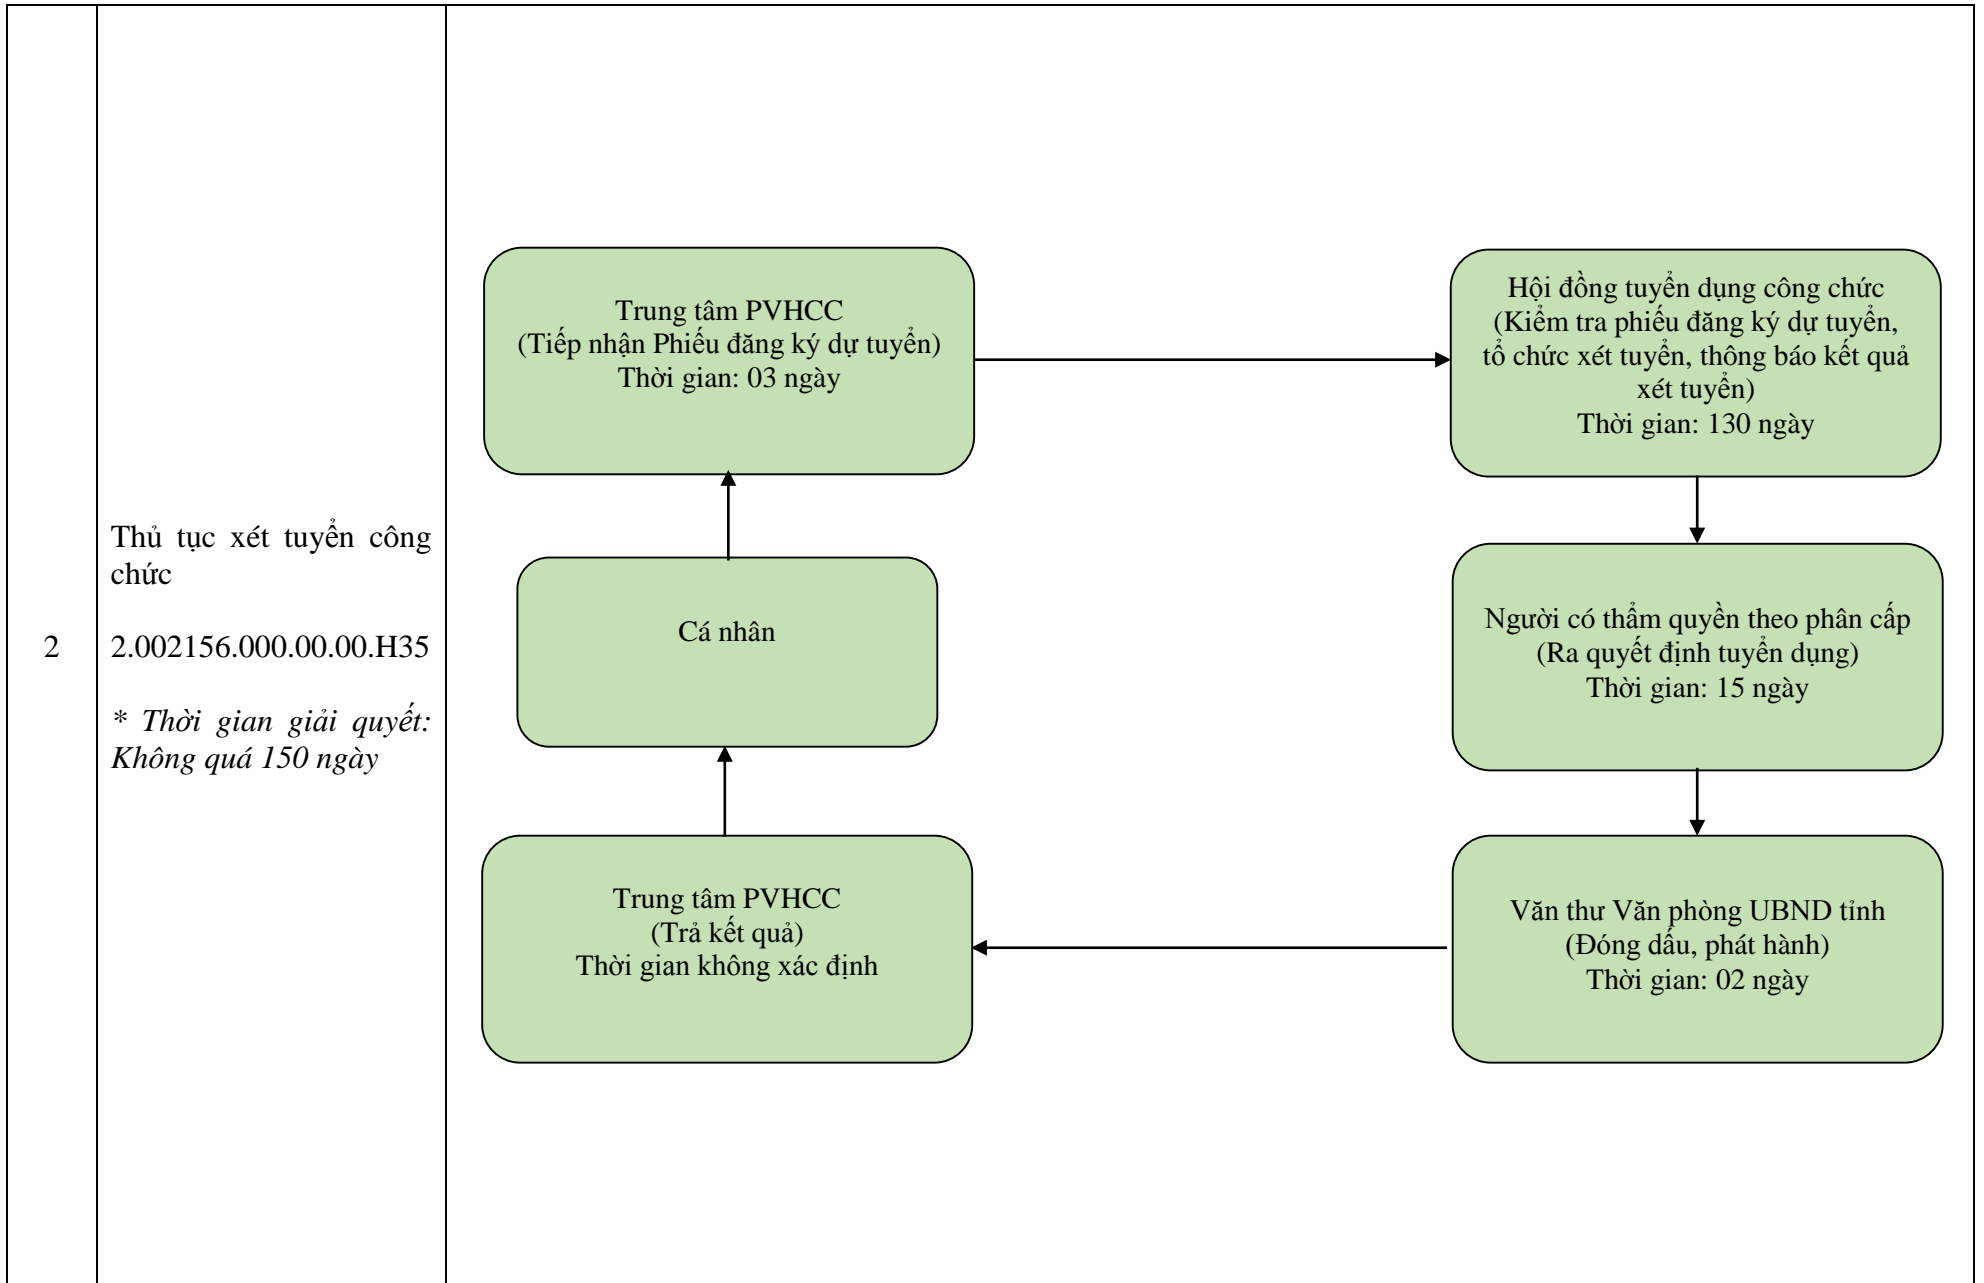 2
Thủ tục xét tuyển công
chức
2.002156.000.00.00.H35
* Thời gian giải quyết:
Không quá 150 ngày
Trung tâm PVHCC
(Tiếp nhận Phiếu đăng ký dự tuyển)
Thời gian: 03 ngày
Hội đồng tuyển dụng công chức
(Kiểm tra phiếu đăng ký dự tuyển,
tổ chức xét tuyển, thông báo kết quả
xét tuyển)
Thời gian: 130 ngày
Cá nhân
Người có thẩm quyền theo phân cấp
(Ra quyết định tuyển dụng)
Thời gian: 15 ngày
Trung tâm PVHCC
(Trả kết quả)
Thời gian không xác định
Văn thư Văn phòng UBND tỉnh
(Đóng dấu, phát hành)
Thời gian: 02 ngày